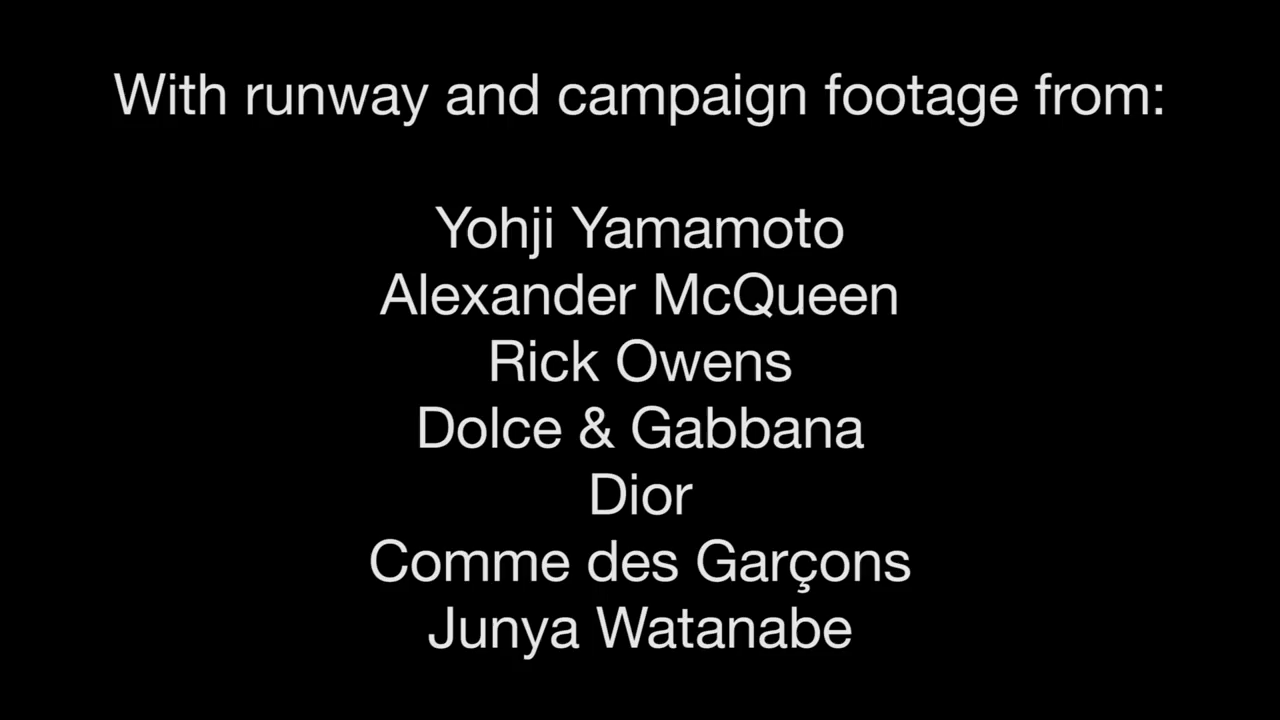 With runway and campaign footage from:
Yohji Yamamoto
Alexander McQueen
Rick Owens
Dolce & Gabbana
Dior
Comme des Garçons
Junya Watanabe